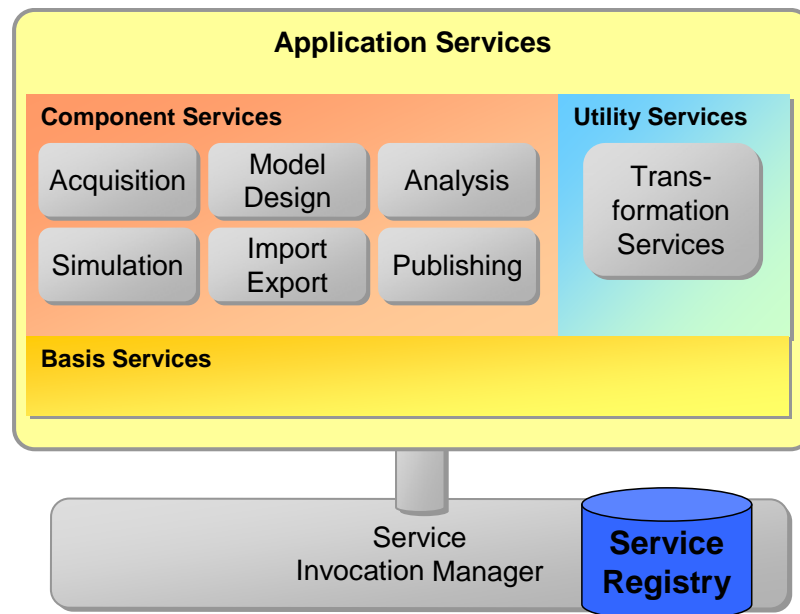 Application Services
Component Services
Utility Services
Acquisition
Model
Design
Analysis
Trans-
formation
Services
Simulation
Import
Export
Publishing
Basis Services
Service
Invocation Manager
Service
Registry